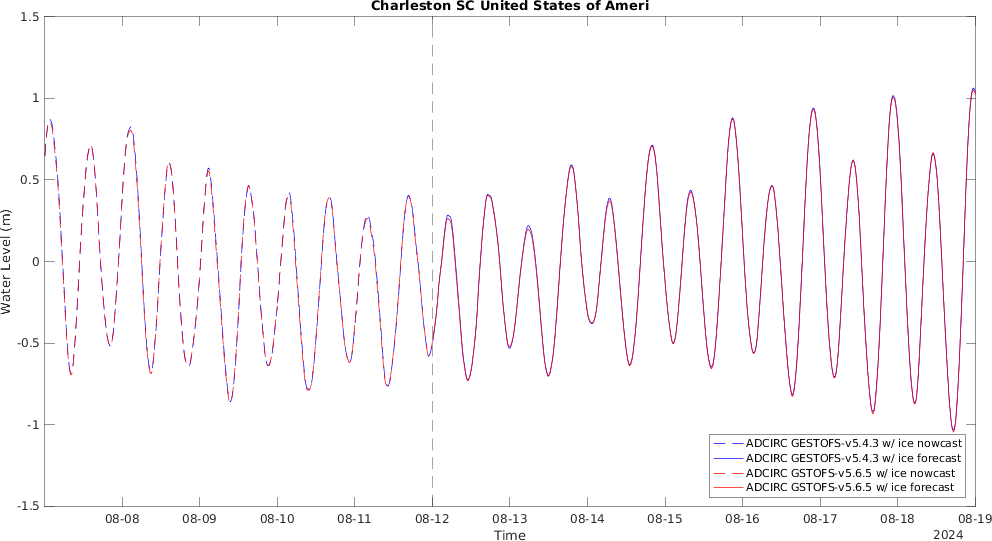 Charleston SC United States of Ameri
1.5
1
0.5
0
-0.5
-1
-1.5
Water Level (m)
ADCIRC GESTOFS-v5.4.3 w/ ice nowcast
ADCIRC GESTOFS-v5.4.3 w/ ice forecast
ADCIRC GSTOFS-v5.6.5 w/ ice nowcast
ADCIRC GSTOFS-v5.6.5 w/ ice forecast
08-08 08-09 08-10 08-11 08-12 08-13 08-14 08-15 08-16 08-17 08-18 08-19
Time
2024